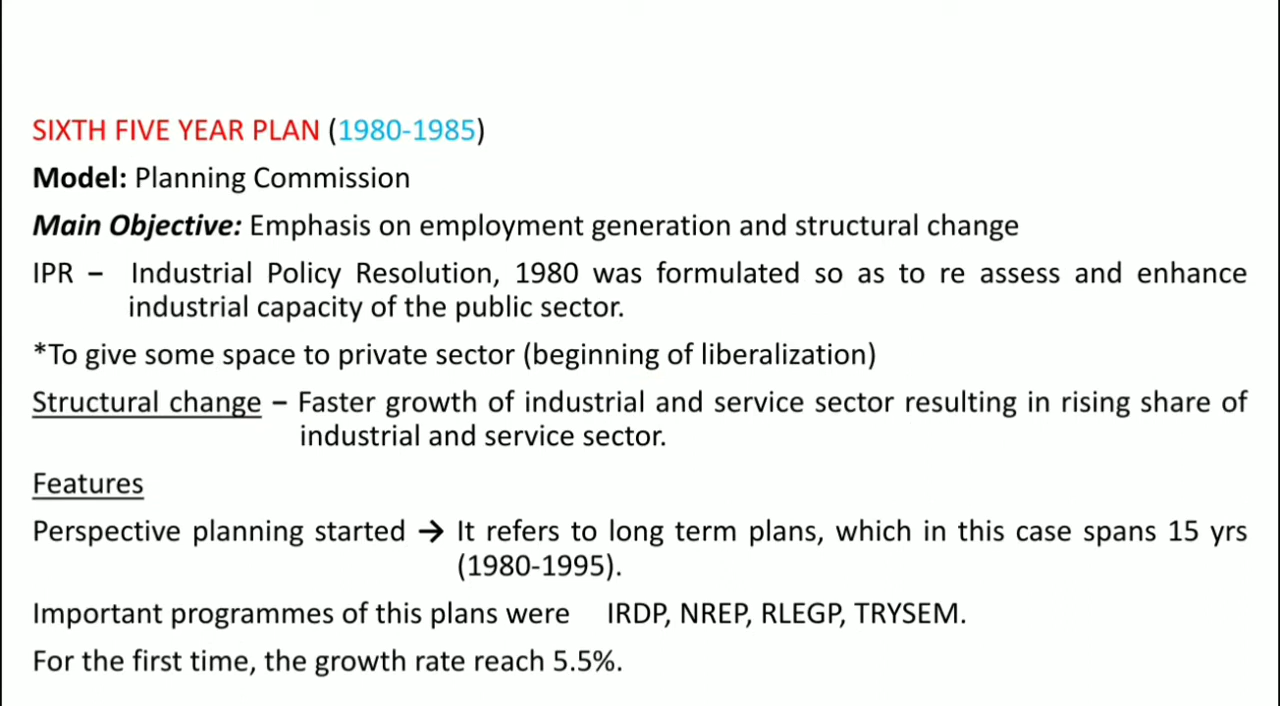 SIXTH FIVE YEAR PLAN (1980-1985)
Model: Planning Commission
Main Objective: Emphasis on employment generation and structural change
IPR – Industrial Policy Resolution, 1980 was formulated so as to re assess and enhance
industrial capacity of the public sector.
*To give some space to private sector (beginning of liberalization)
Structural change – Faster growth of industrial and service sector resulting in rising share of
industrial and service sector.
Features
Perspective planning started → It refers to long term plans, which in this case spans 15 yrs
(1980-1995).
Important programmes of this plans were IRDP, NREP, RLEGP, TRYSEM.
For the first time, the growth rate reach 5.5%.